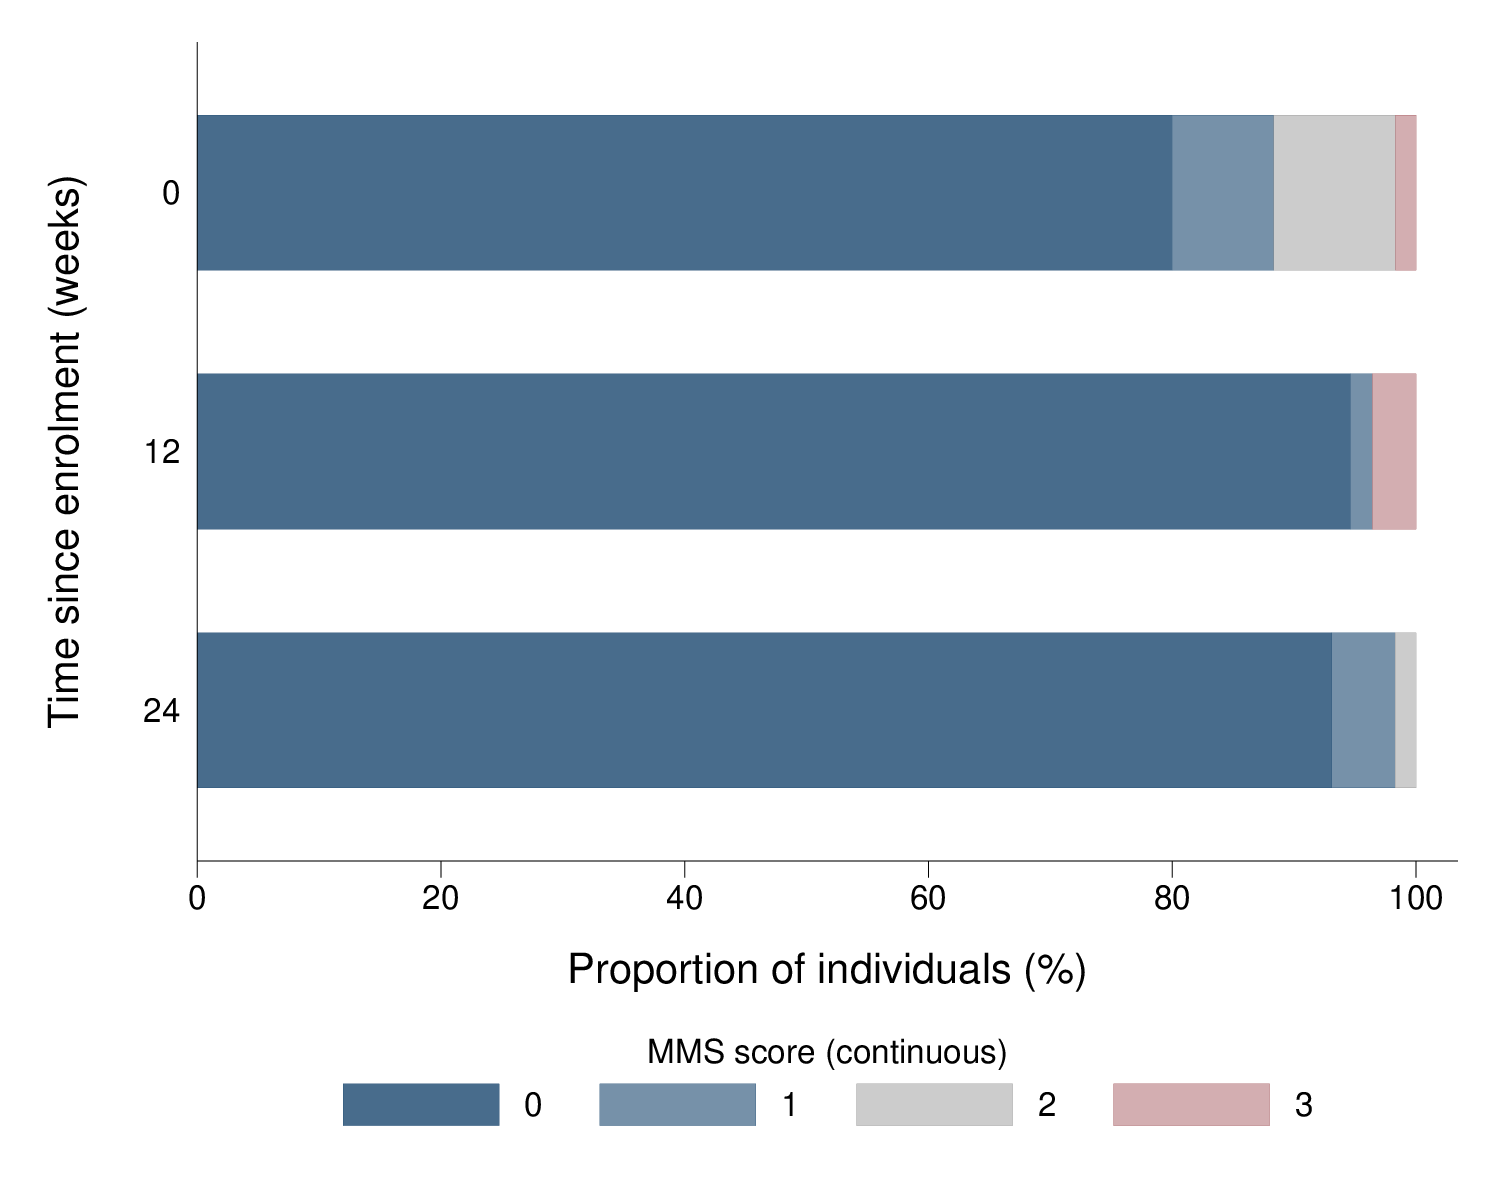 Time since enrolment (weeks)
0
12
24
0 20 40 60 80 100
Proportion of individuals (%)
MMS score (continuous)
0 1 2 3